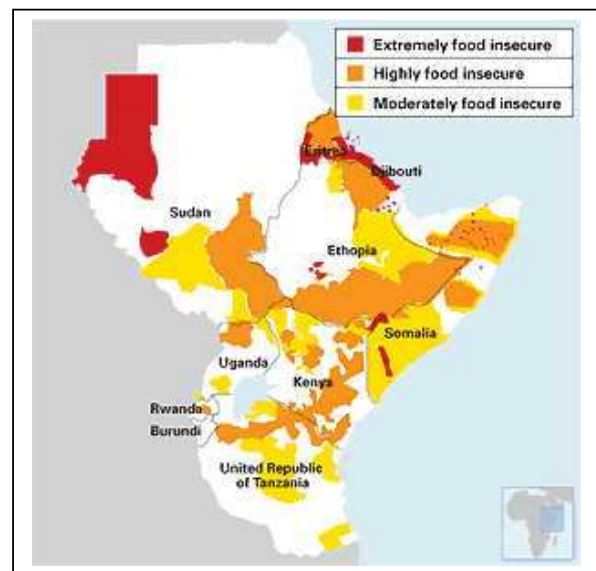 Extremely food insecure
Highly food insecure
Moderately food insecure
Eritrea
Djibouti
Sudan
Ethopia
Somalia
Uganda
Kenya
Rwanda
Burundi
United Republic
of Tanzania